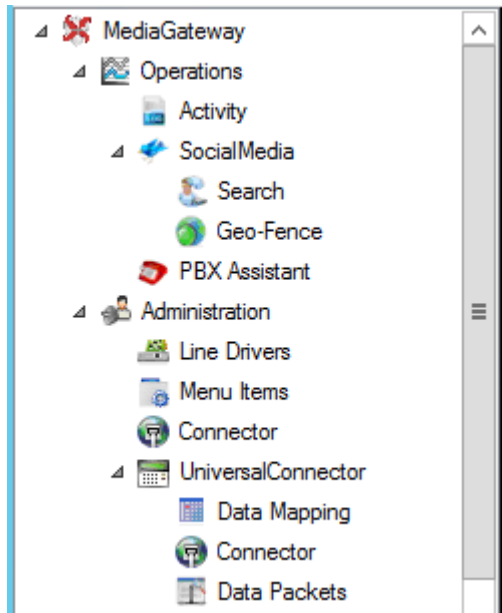 MediaGateway
Operations
Activity
SocialMedia
Search
Geo-Fence
PBX Assistant
Administration
Line Drivers
Menu Items
Connector
UniversalConnector
Data Mapping
Connector
Data Packets